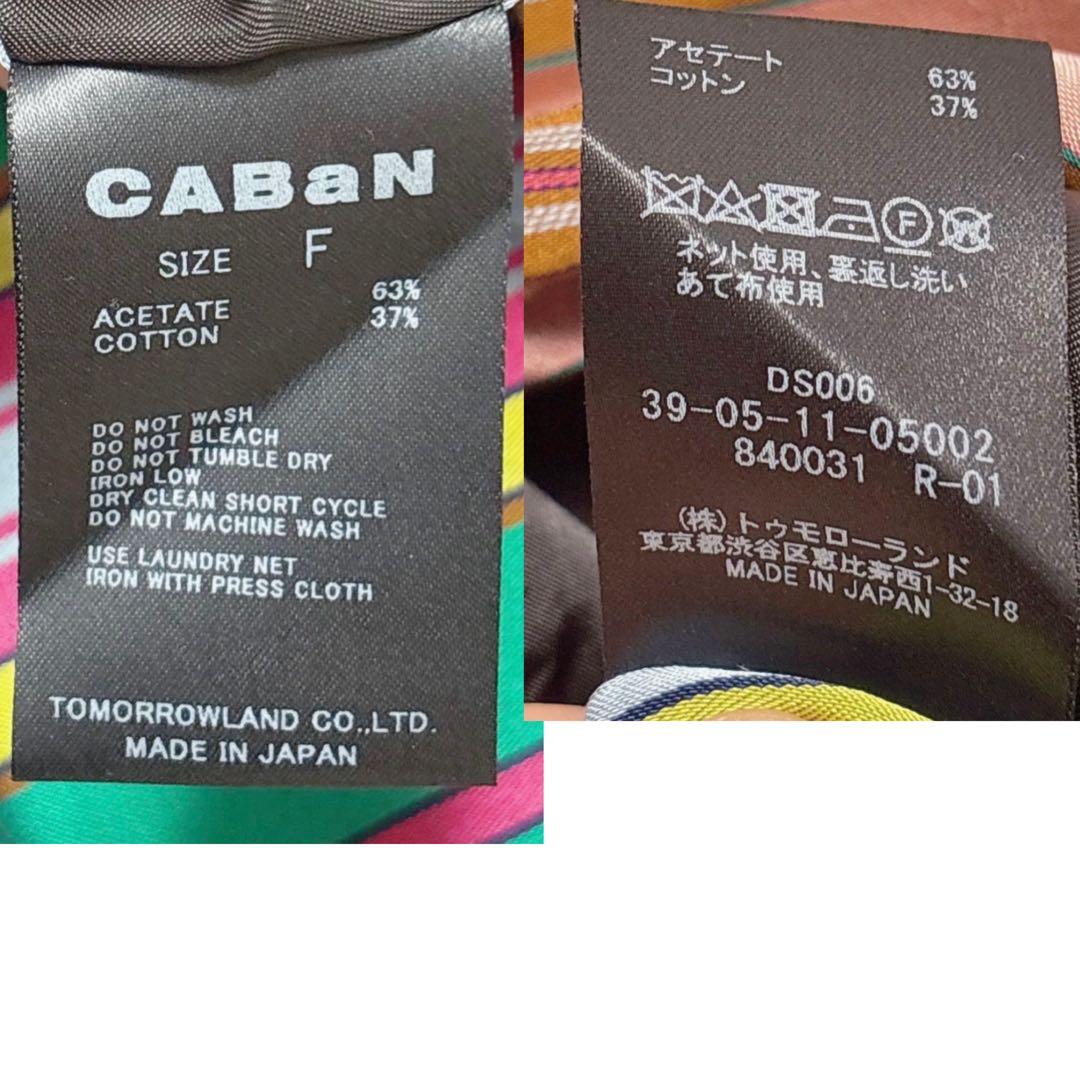 CABaN
SIZE F
ACETATE 63%
COTTON 37%
DO NOT WASH
DO NOT BLEACH
DO NOT TUMBLE DRY
IRON LOW
DRY CLEAN SHORT CYCLE
DO NOT MACHINE WASH
USE LAUNDRY NET
IRON WITH PRESS CLOTH
TOMORROWLAND CO.,LTD.
MADE IN JAPAN
アセテート 63%
コットン 37%
F W
ネット使用、裏返し洗い
あて布使用
DS006
39-05-11-05002
840031 R-01
(株)トゥモローランド
東京都渋谷区恵比寿西1-32-18
MADE IN JAPAN